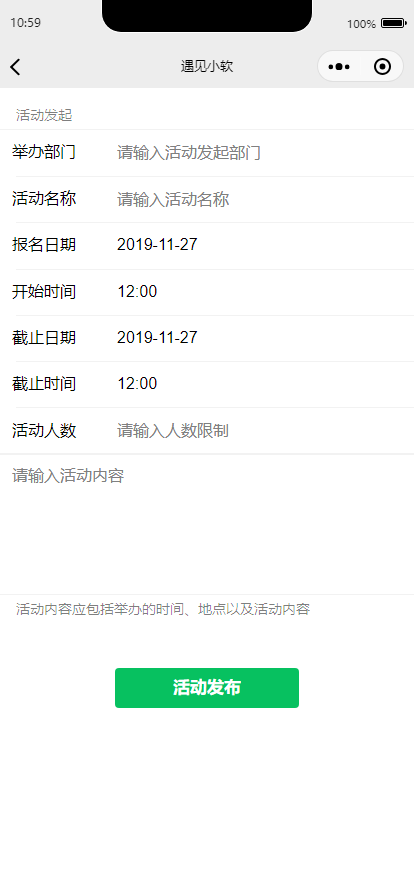 10:59
100%
遇见小软
活动发起
举办部门 请输入活动发起部门
活动名称 请输入活动名称
报名日期 2019-11-27
开始时间 12:00
截止日期 2019-11-27
截止时间 12:00
活动人数 请输入人数限制
请输入活动内容
活动内容应包括举办的时间、地点以及活动内容
活动发布